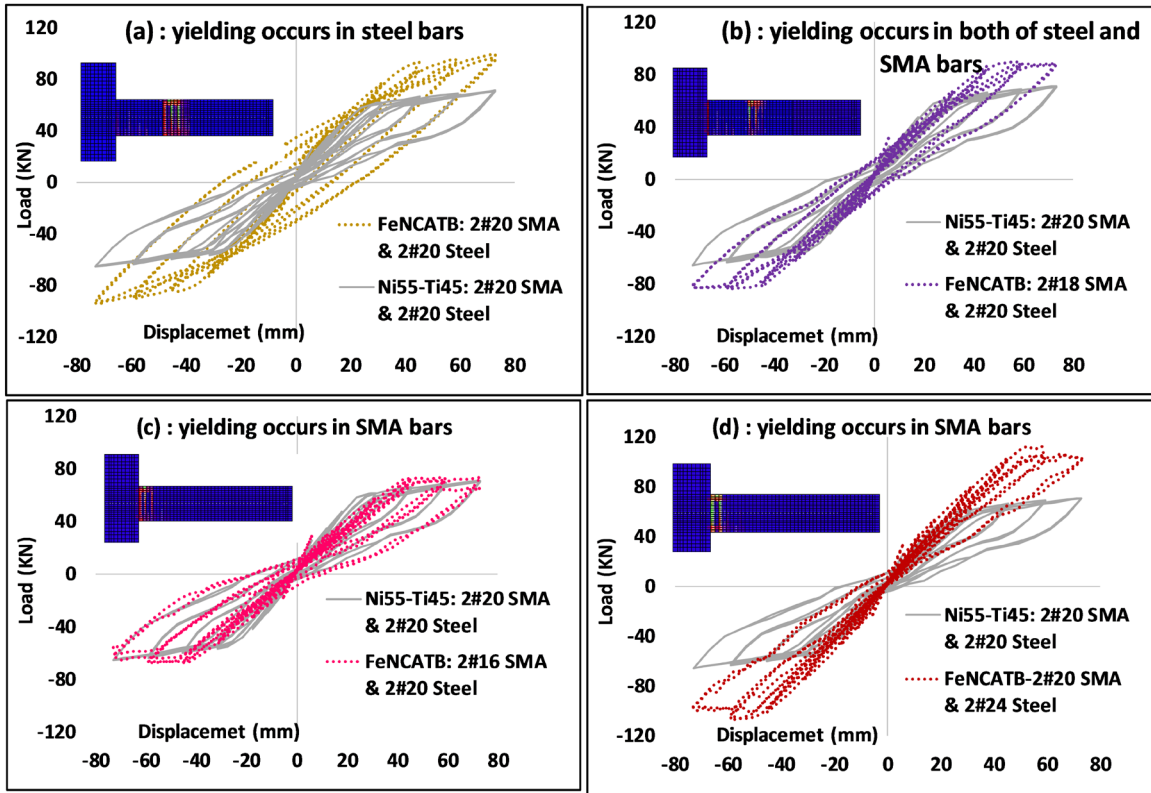 (a) : yielding occurs in steel bars
120
80
40
0
-40
-80
-120
Load (KN)
FeNCATB: 2#20 SMA
& 2#20 Steel
Ni55-Ti45: 2#20 SMA
& 2#20 Steel
Displacemet (mm)
-80 -60 -40 -20 0 20 40 60 80
(b) : yielding occurs in both of steel and
SMA bars
120
80
40
0
-40
-80
-120
Load (KN)
Ni55-Ti45: 2#20 SMA
& 2#20 Steel
FeNCATB: 2#18 SMA
& 2#20 Steel
Displacemet (mm)
-80 -60 -40 -20 0 20 40 60 80
(c) : yielding occurs in SMA bars
120
80
40
0
-40
-80
-120
Load (KN)
Ni55-Ti45: 2#20 SMA
& 2#20 Steel
FeNCATB: 2#16 SMA
& 2#20 Steel
Displacemet (mm)
-80 -60 -40 -20 0 20 40 60 80
(d) : yielding occurs in SMA bars
120
80
40
0
-40
-80
-120
Load (KN)
Ni55-Ti45: 2#20 SMA
& 2#20 Steel
FeNCATB-2#20 SMA
& 2#24 Steel
Displacemet (mm)
-80 -60 -40 -20 0 20 40 60 80